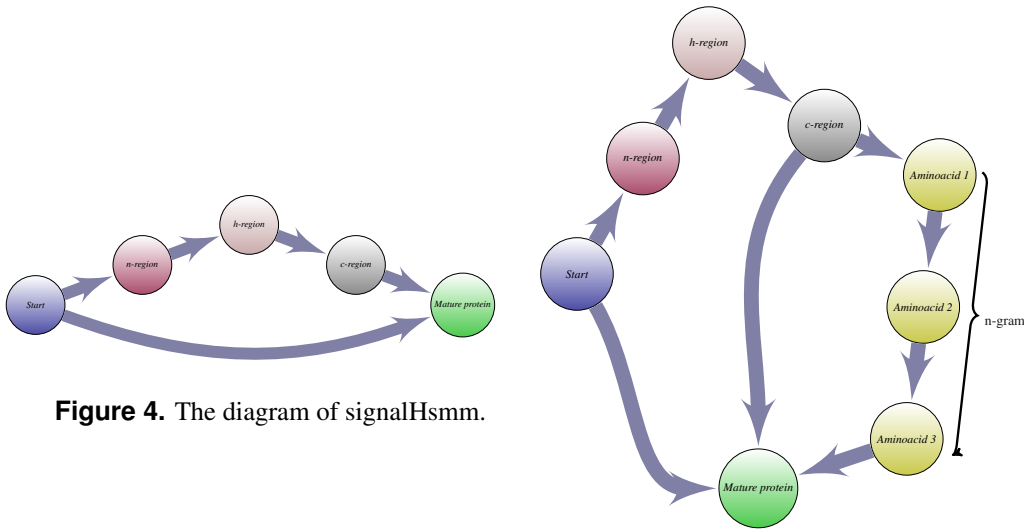 Start
n-region
h-region
c-region
Mature protein
Figure 4. The diagram of signalHsmm.
h-region
c-region
n-region
Aminoacid 1
Start
Aminoacid 2
n-gram
Aminoacid 3
Mature protein